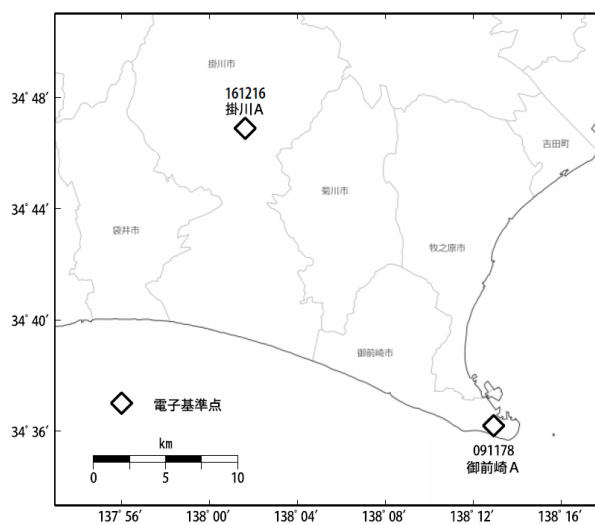 掛川市
34° 48'
161216
掛川A
吉田町
34° 44'
菊川市
袋井市
牧之原市
34° 40'
御前崎市
電子基準点
34° 36'
km
0
5
10
091178
御前崎A
137° 56'
138° 00'
138° 04'
138° 08'
138° 12'
138° 16'